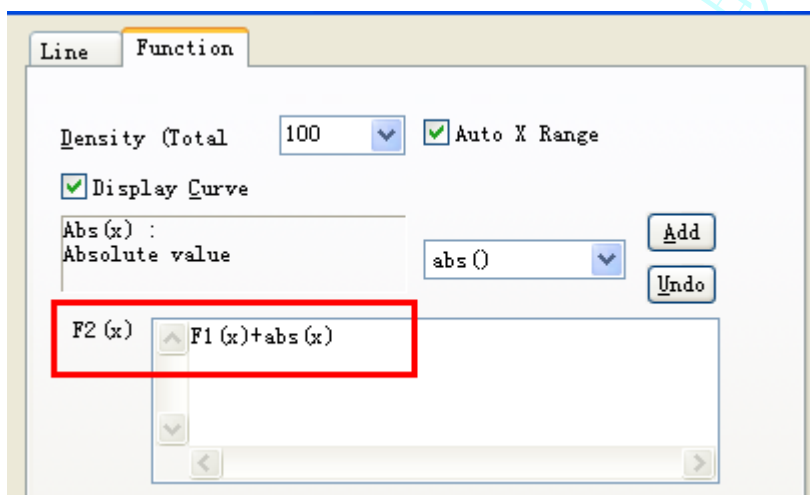 Line Function
Density (Total 100 Auto X Range
Display Curve
Abs(x) :
Absolute value
abs()
Add
Undo
F2(x) F1(x)+abs(x)